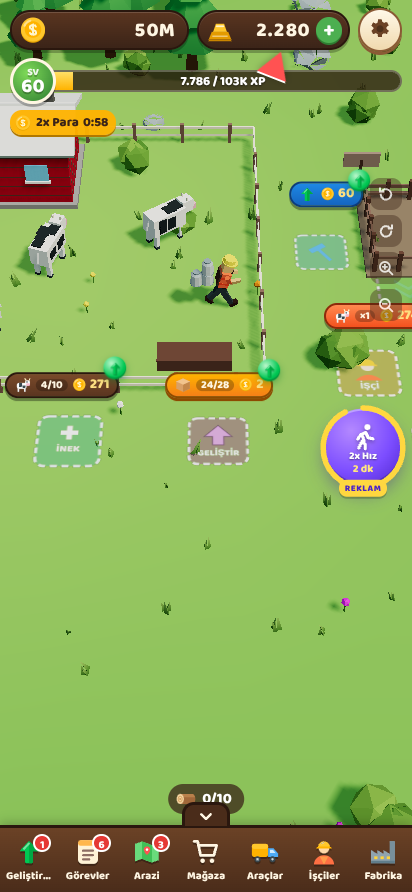 50M
2.280
SV
60
7.786 / 103K XP
2x Para 0:58
60
×1
İŞÇİ
4/10
271
24/28
2
İNEK
GELİŞTİR
2x Hız
2 dk
REKLAM
0/10
1
6
3
Geliştir...
Görevler
Arazi
Mağaza
Araçlar
İşçiler
Fabrika